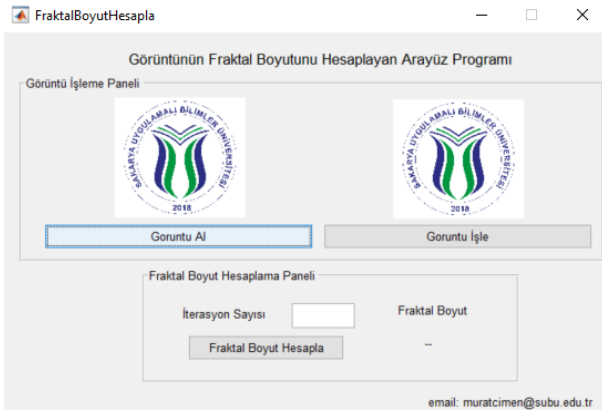 FraktalBoyutHesapla
Görüntünün Fraktal Boyutunu Hesaplayan Arayüz Programı
Görüntü İşleme Paneli
SAKARYA UYGULAMALI BİLİMLER ÜNİVERSİTESİ
2018
SAKARYA UYGULAMALI BİLİMLER ÜNİVERSİTESİ
2018
Goruntu Al
Goruntu İşle
Fraktal Boyut Hesaplama Paneli
İterasyon Sayısı
Fraktal Boyut
Fraktal Boyut Hesapla
--
email: muratcimen@subu.edu.tr